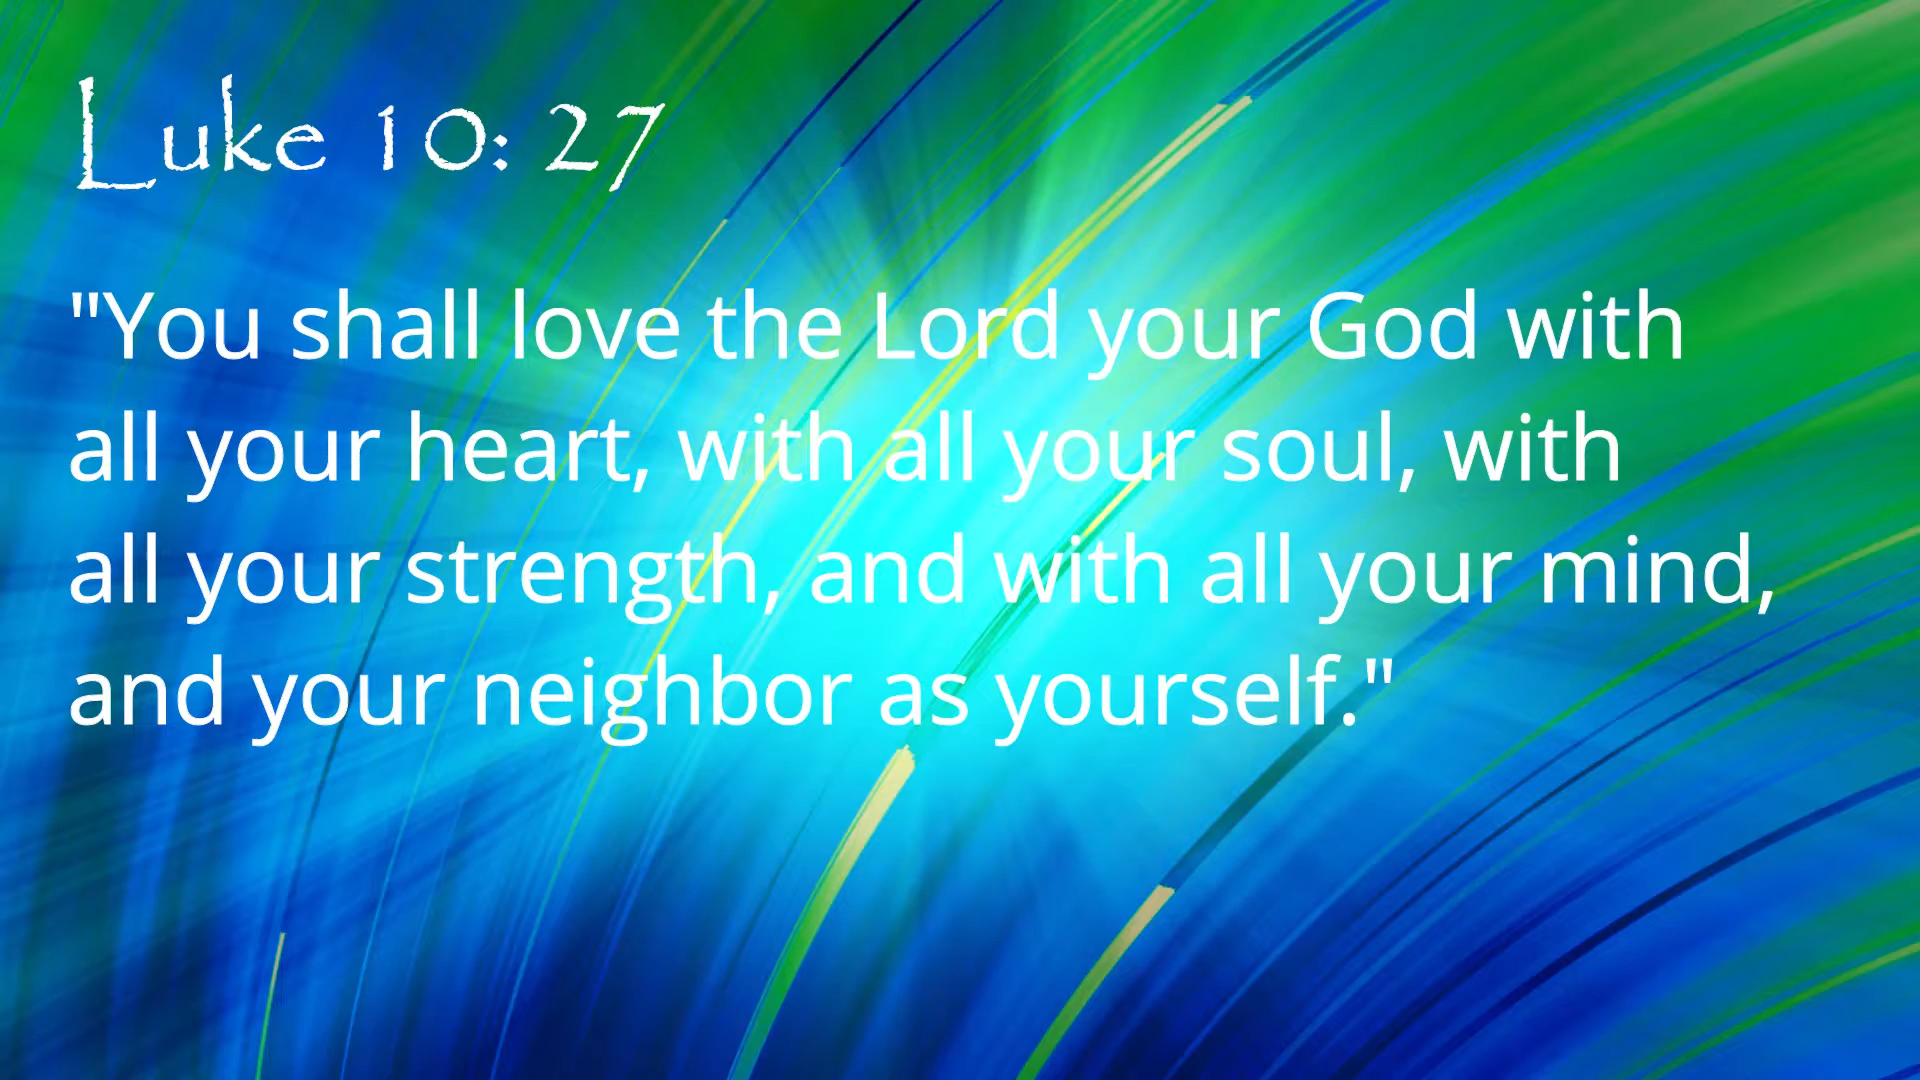 Luke 10: 27
"You shall love the Lord your God with
all your heart, with all your soul, with
all your strength, and with all your mind,
and your neighbor as yourself."